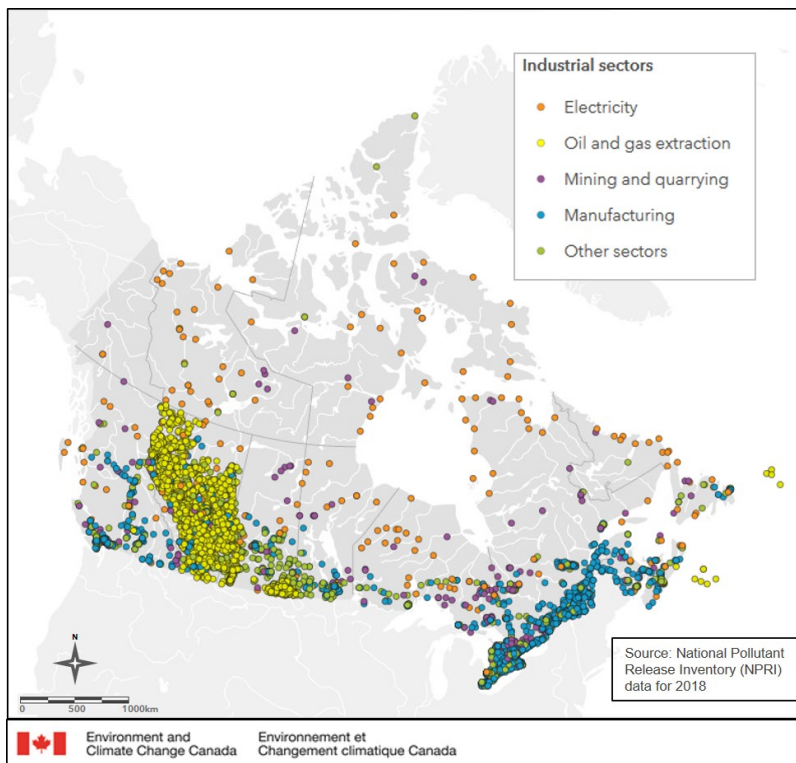 Industrial sectors
Electricity
Oil and gas extraction
Mining and quarrying
Manufacturing
Other sectors
N
0 500 1000km
Source: National Pollutant
Release Inventory (NPRI)
data for 2018
Environment and
Climate Change Canada
Environnement et
Changement climatique Canada